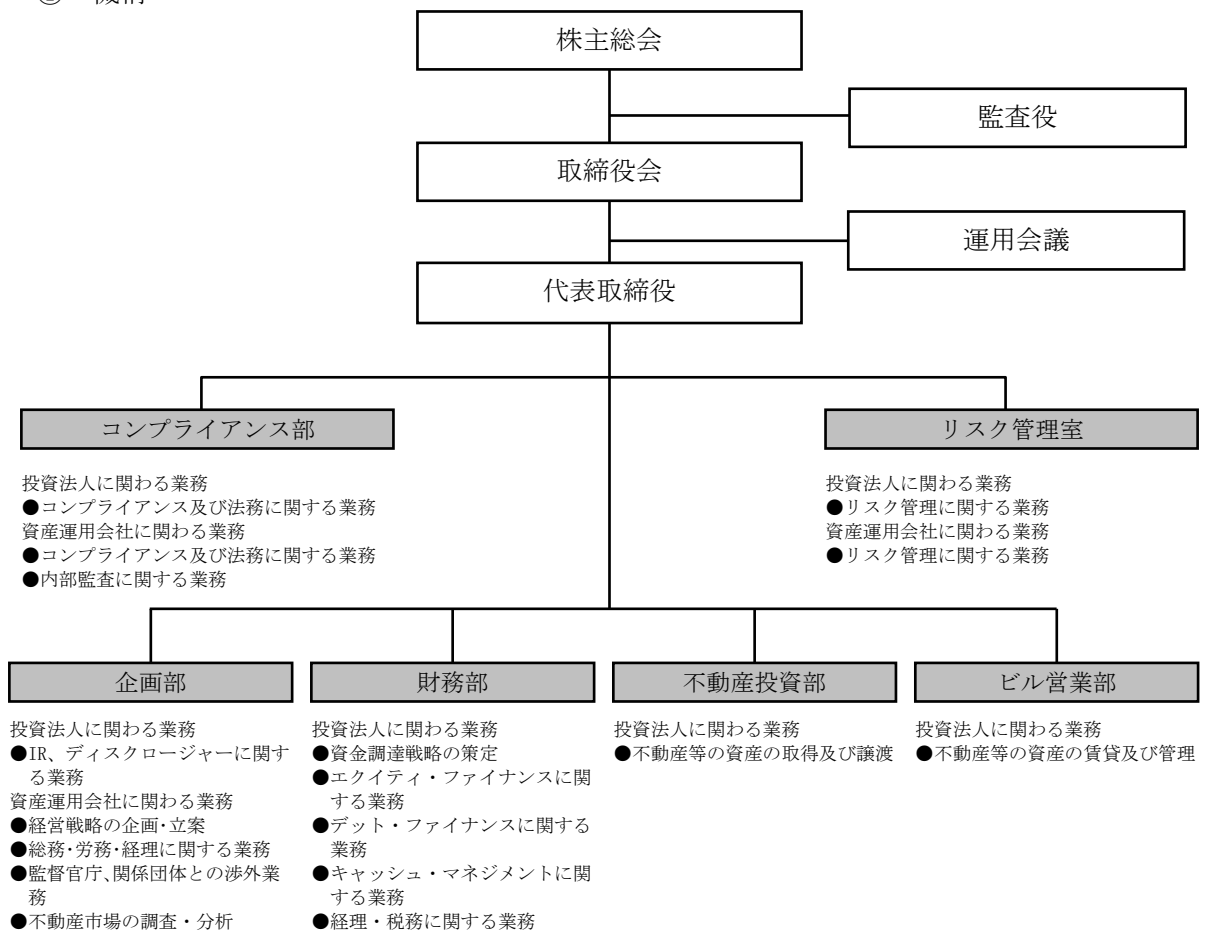 株主総会
監査役
取締役会
運用会議
代表取締役
コンプライアンス部
投資法人に関わる業務
●コンプライアンス及び法務に関する業務
資産運用会社に関わる業務
●コンプライアンス及び法務に関する業務
●内部監査に関する業務
リスク管理室
投資法人に関わる業務
●リスク管理に関する業務
資産運用会社に関わる業務
●リスク管理に関する業務
企画部
投資法人に関わる業務
●IR、ディスクロージャーに関す
る業務
資産運用会社に関わる業務
●経営戦略の企画・立案
●総務・労務・経理に関する業務
●監督官庁、関係団体との渉外業
務
●不動産市場の調査・分析
財務部
投資法人に関わる業務
●資金調達戦略の策定
●エクイティ・ファイナンスに関
する業務
●デット・ファイナンスに関する
業務
●キャッシュ・マネジメントに関
する業務
●経理・税務に関する業務
不動産投資部
投資法人に関わる業務
●不動産等の資産の取得及び譲渡
ビル営業部
投資法人に関わる業務
●不動産等の資産の賃貸及び管理